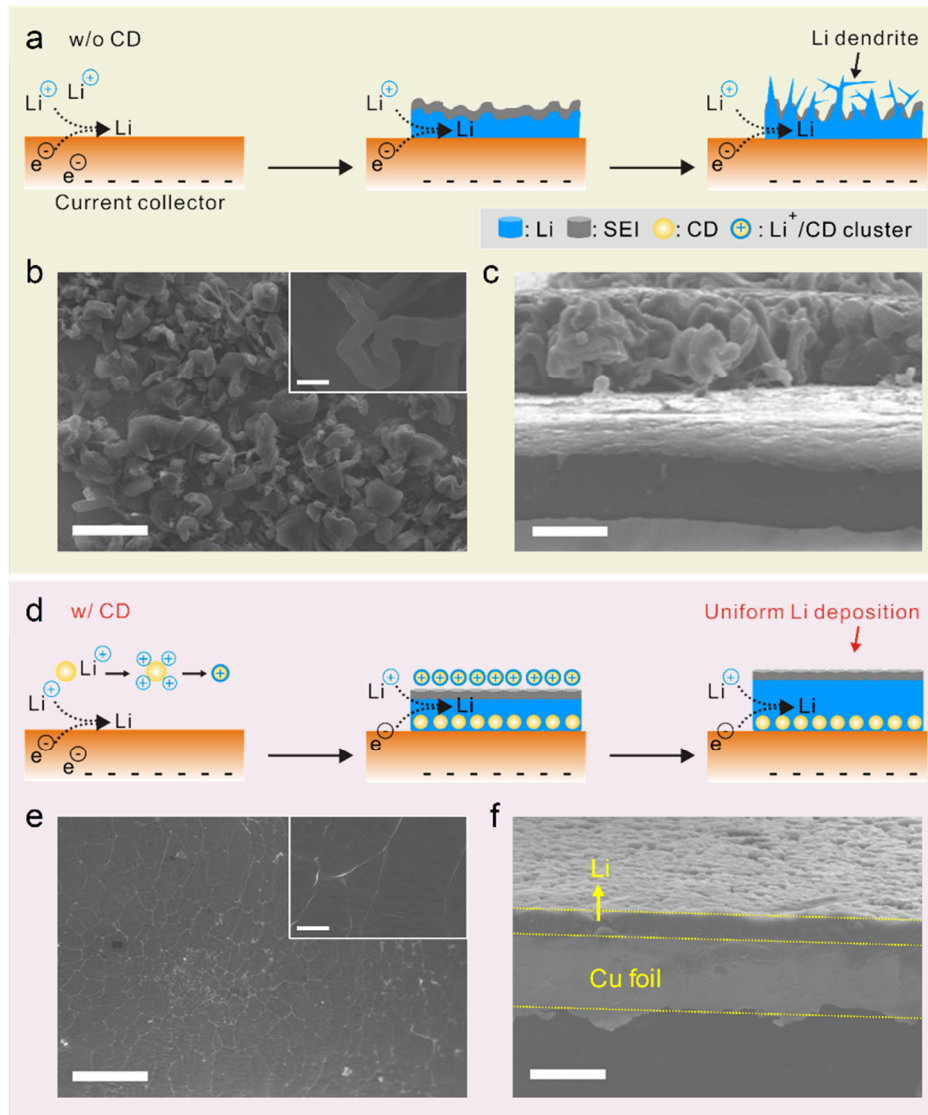 a
w/o CD
Li dendrite
Li⁺ Li⁺
Li⁺
Li⁺
Li
Li
Li
e⁻
e⁻
e⁻
e⁻
- - - - - - - -
- - - - - - - -
- - - - - - - -
Current collector
: Li : SEI : CD + : Li⁺/CD cluster
b
c
d
w/ CD
Uniform Li deposition
Li⁺
+ + + +
+
Li⁺
+ + + + + + + + +
Li⁺
Li⁺
Li
Li
Li
e⁻
e⁻
e⁻
e⁻
- - - - - - - -
- - - - - - - -
- - - - - - - -
e
f
Li
Cu foil